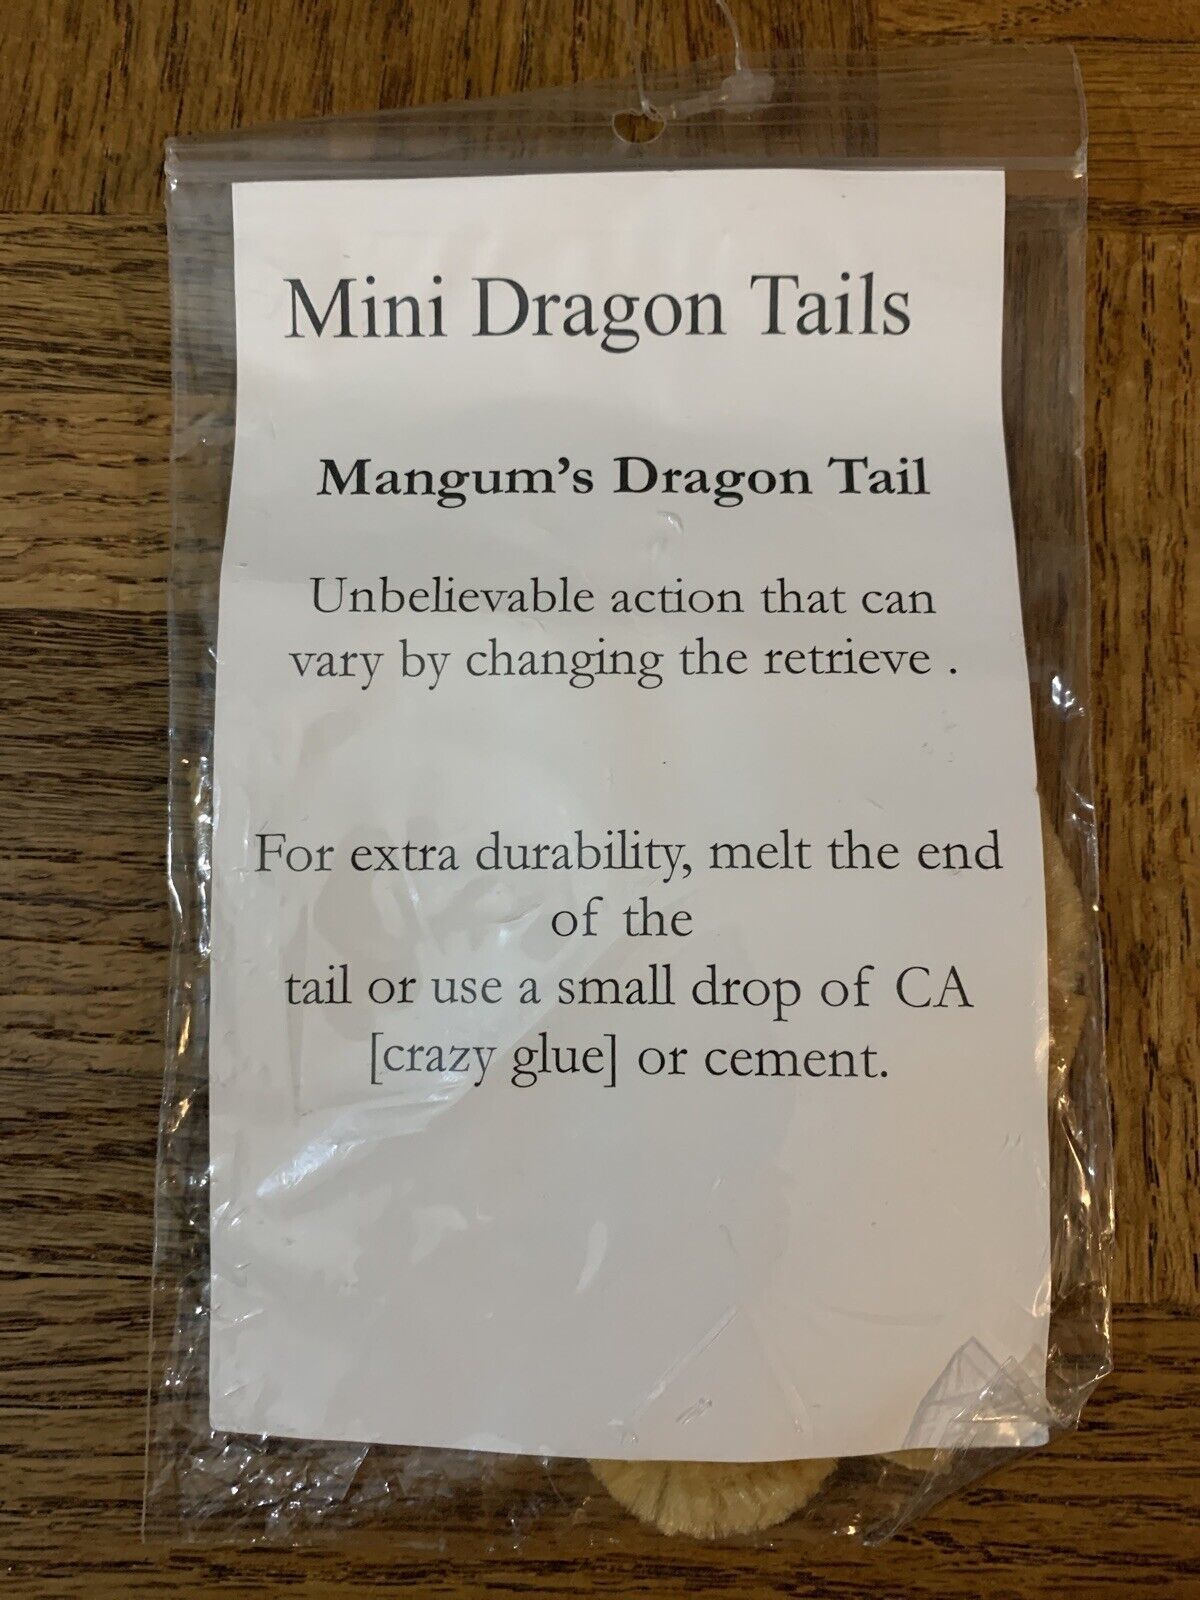 Mini Dragon Tails
Mangum's Dragon Tail
Unbelievable action that can
vary by changing the retrieve .
For extra durability, melt the end
of the
tail or use a small drop of CA
[crazy glue] or cement.